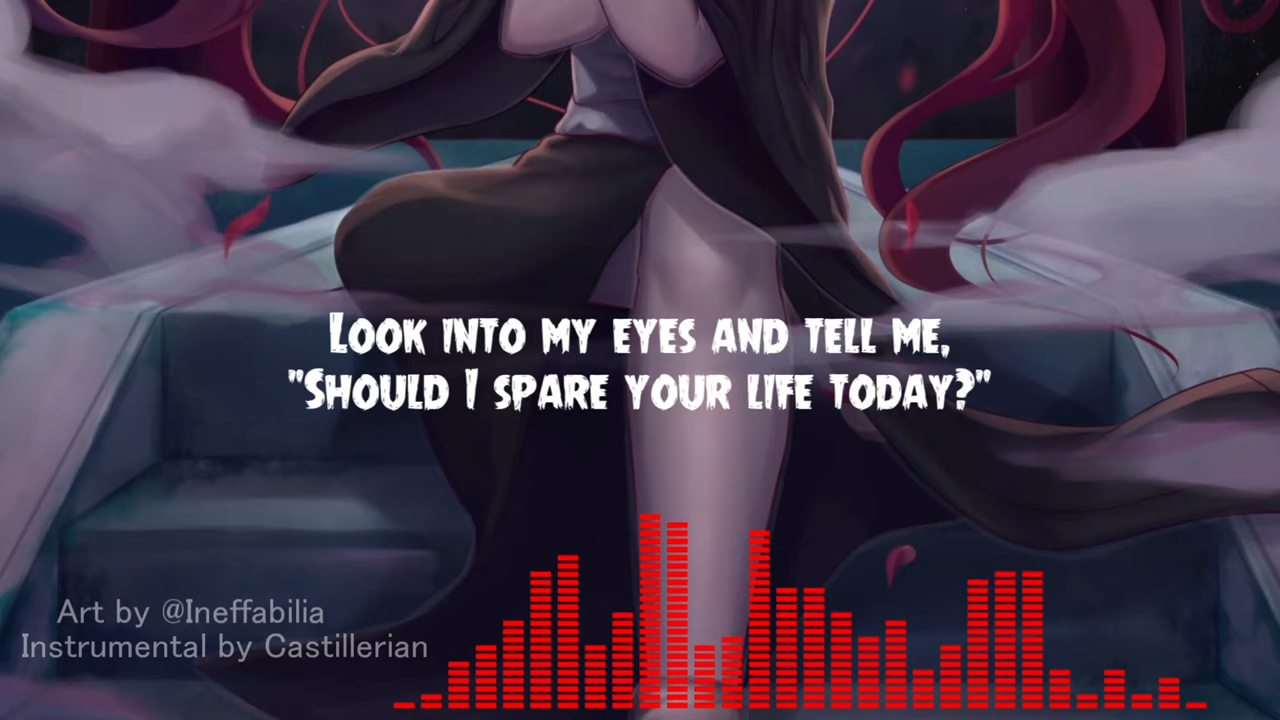 Look into my eyes and tell me,
"Should I spare your life today?"
Art by @Ineffabilia
Instrumental by Castillerian